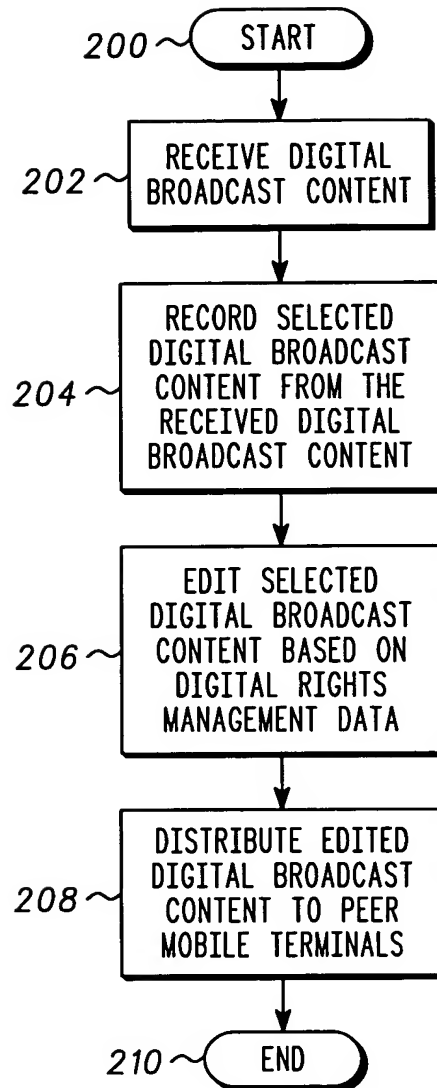 200 START
RECEIVE DIGITAL
202 BROADCAST CONTENT
RECORD SELECTED
DIGITAL BROADCAST
204 CONTENT FROM THE
RECEIVED DIGITAL
BROADCAST CONTENT
EDIT SELECTED
DIGITAL BROADCAST
206 CONTENT BASED ON
DIGITAL RIGHTS
MANAGEMENT DATA
DISTRIBUTE EDITED
DIGITAL BROADCAST
208 CONTENT TO PEER
MOBILE TERMINALS
210 END